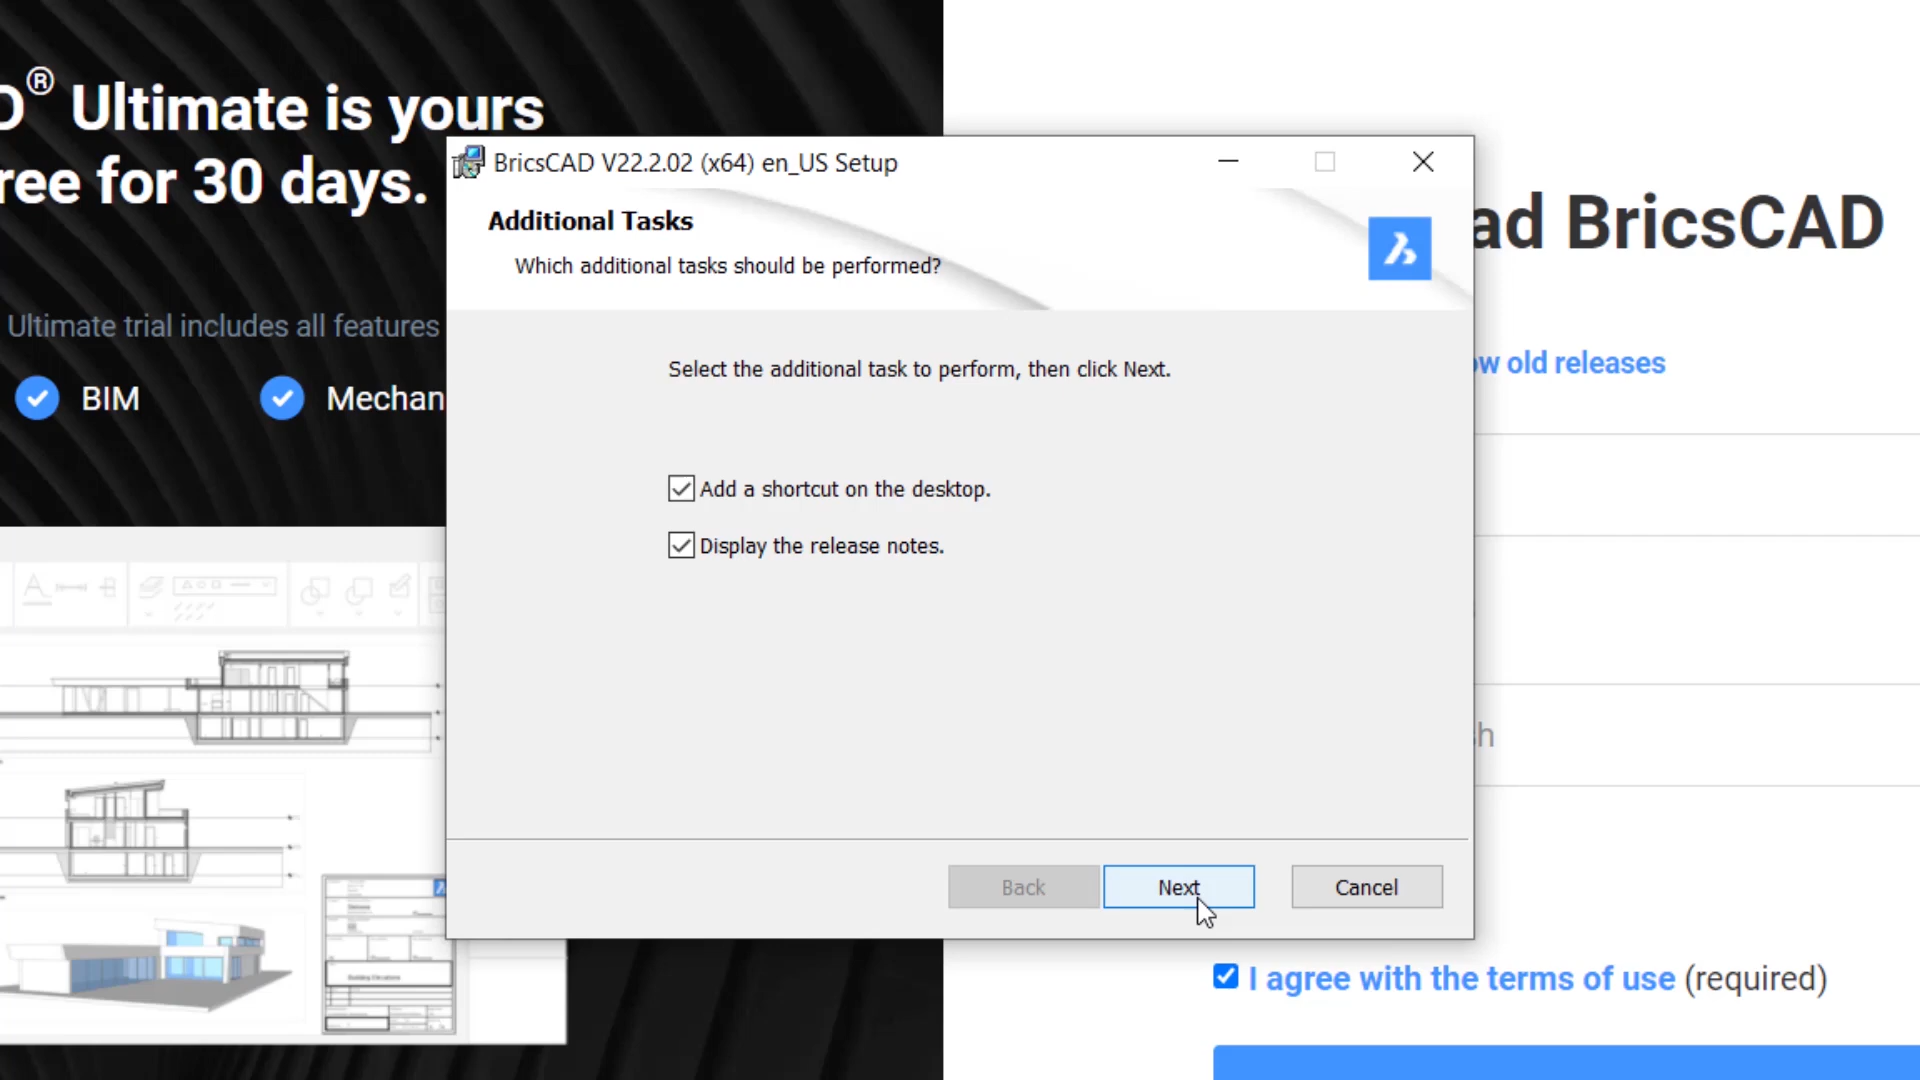 D® Ultimate is yours
ree for 30 days.
Ultimate trial includes all features
BIM
Mechan
BricsCAD V22.2.02 (x64) en_US Setup
Additional Tasks
Which additional tasks should be performed?
Select the additional task to perform, then click Next.
Add a shortcut on the desktop.
Display the release notes.
Back
Next
Cancel
ad BricsCAD
ow old releases
sh
I agree with the terms of use (required)